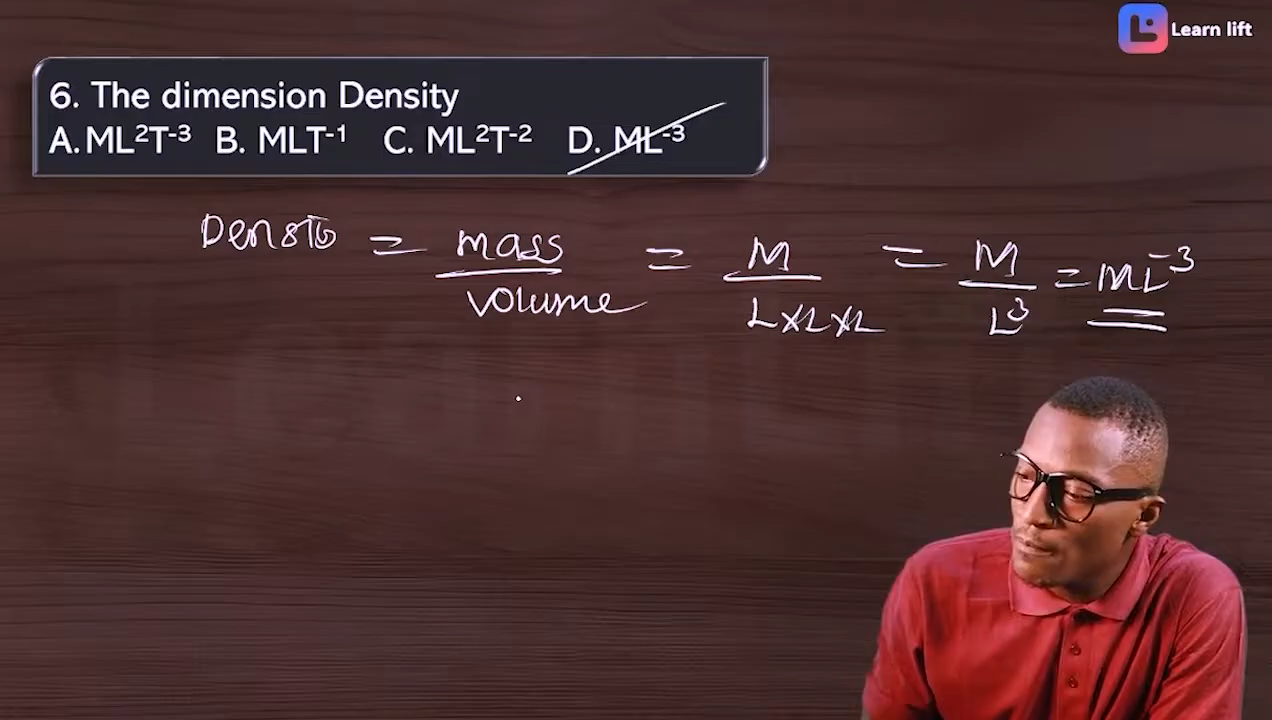 Learn lift
6. The dimension Density
A. ML²T⁻³ B. MLT⁻¹ C. ML²T⁻² D. ML⁻³
Density = mass / volume = M / L×L×L = M / L³ = ML⁻³